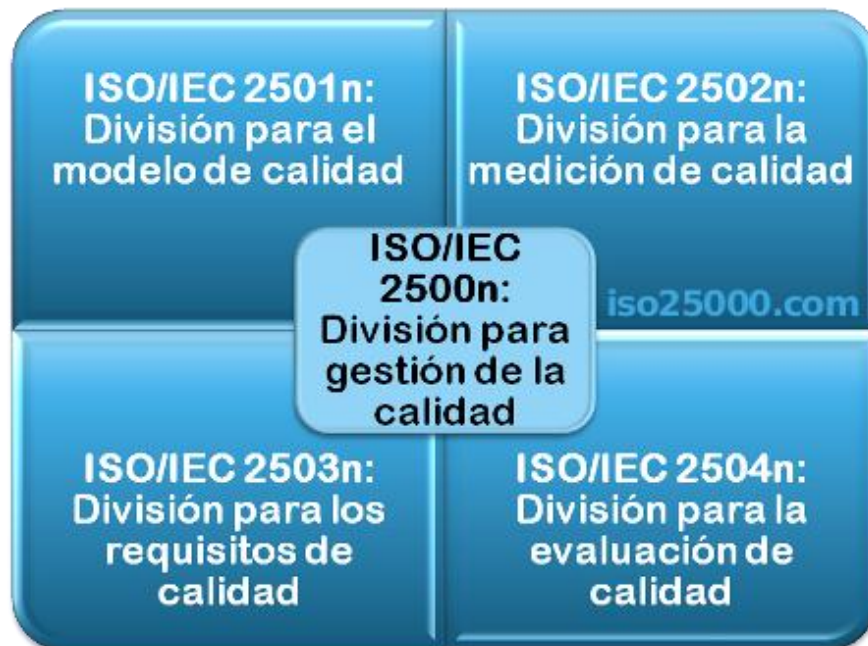 ISO/IEC 2501n:
División para el
modelo de calidad
ISO/IEC 2502n:
División para la
medición de calidad
ISO/IEC
2500n:
División para
gestión de la
calidad
iso25000.com
ISO/IEC 2503n:
División para los
requisitos de
calidad
ISO/IEC 2504n:
División para la
evaluación de
calidad